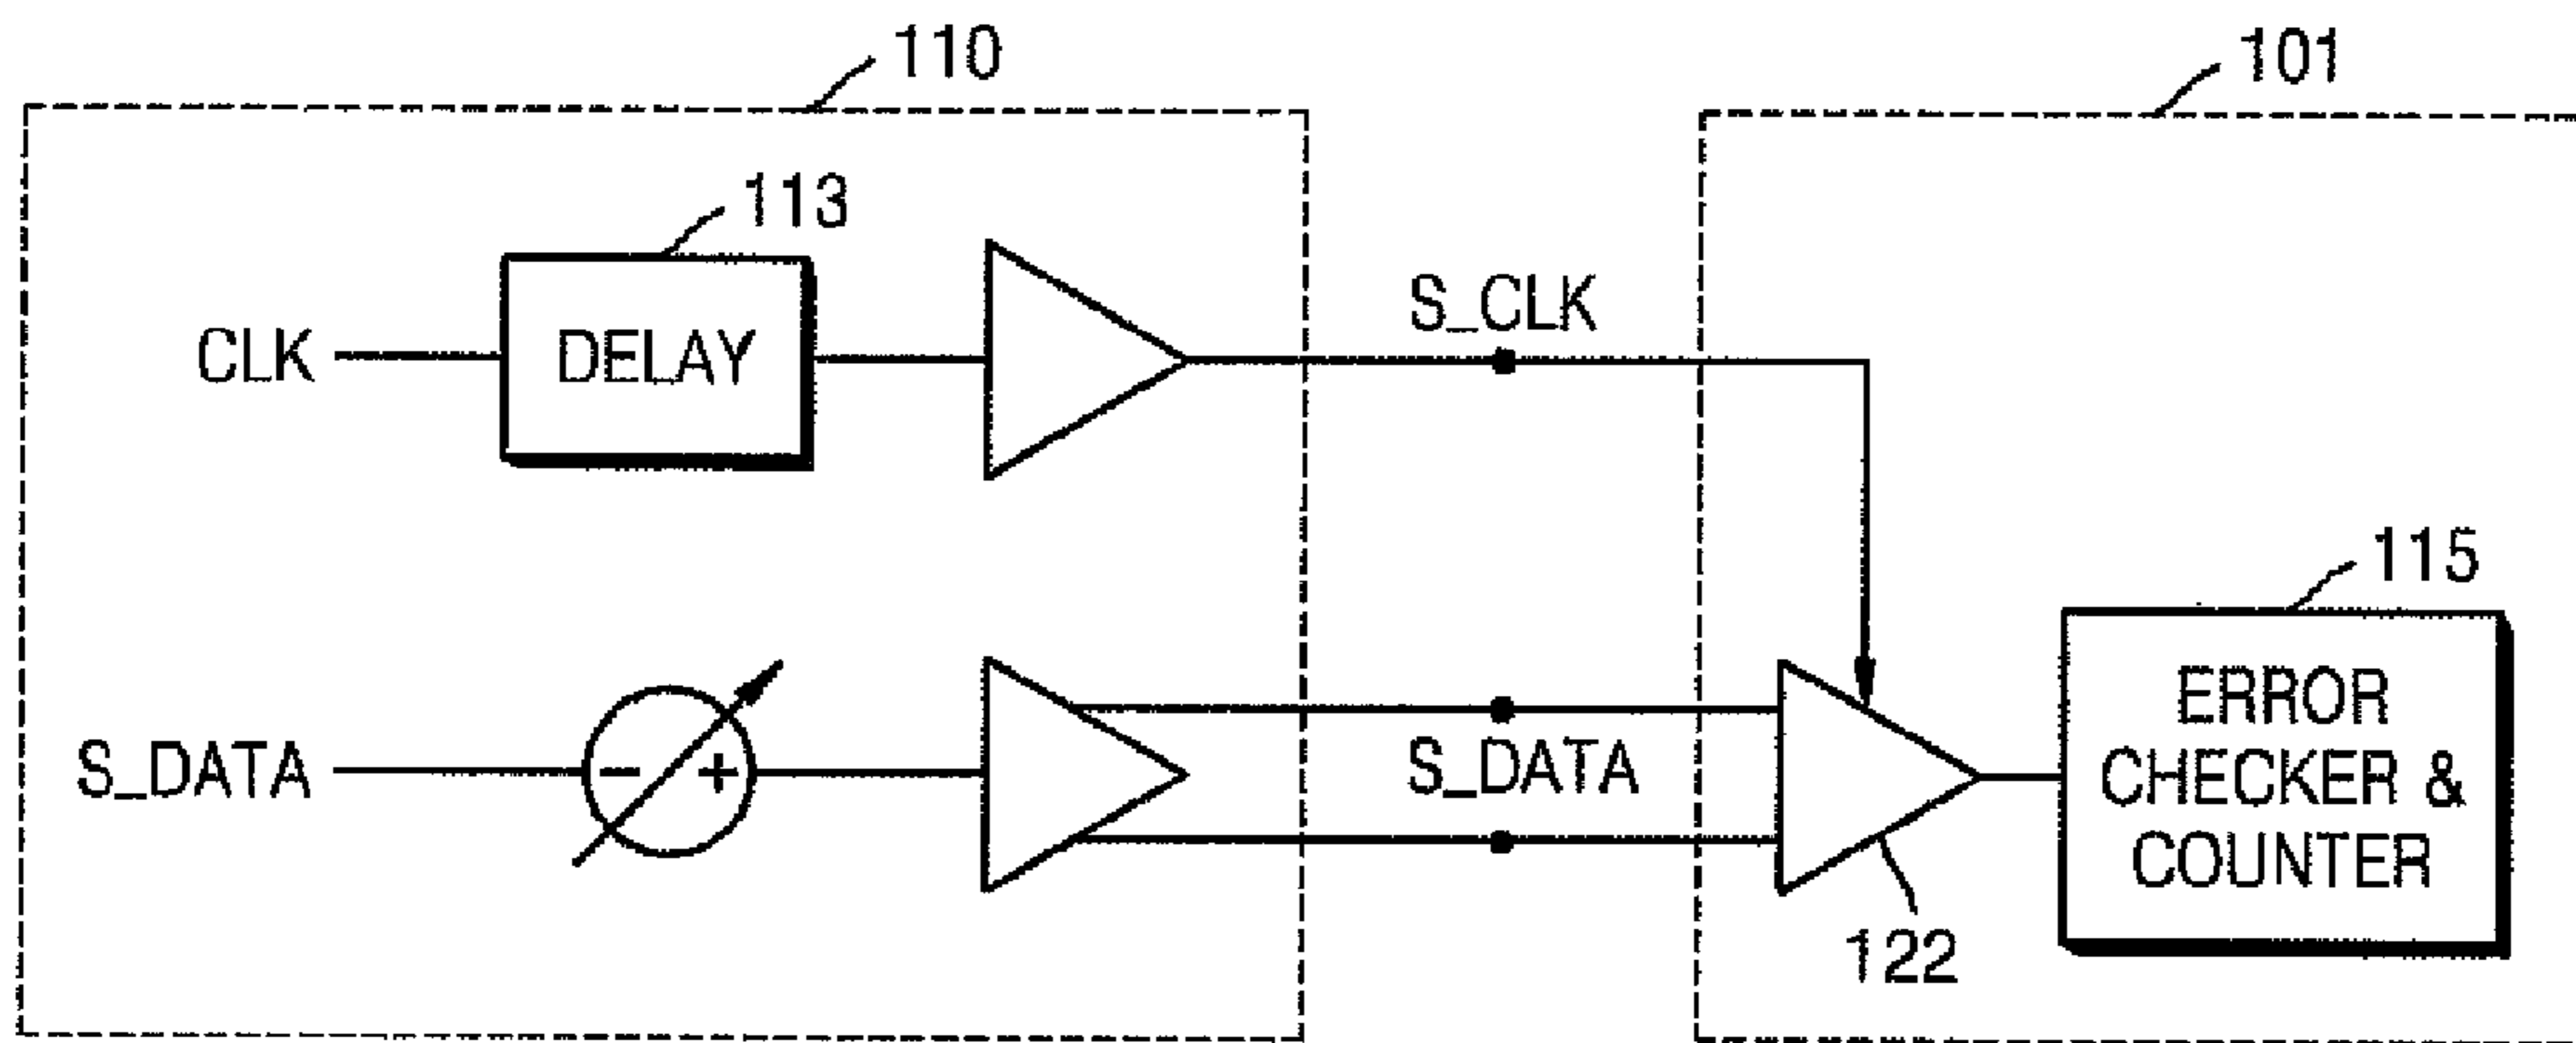 110
101
113
CLK
DELAY
S_CLK
115
S_DATA
- +
S_DATA
ERROR
CHECKER &
COUNTER
122